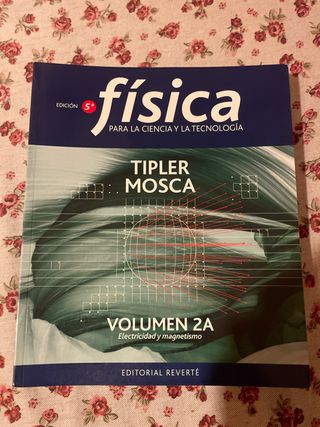 EDICIÓN 5ª física
PARA LA CIENCIA Y LA TECNOLOGÍA
TIPLER
MOSCA
VOLUMEN 2A
Electricidad y magnetismo
EDITORIAL REVERTÉ